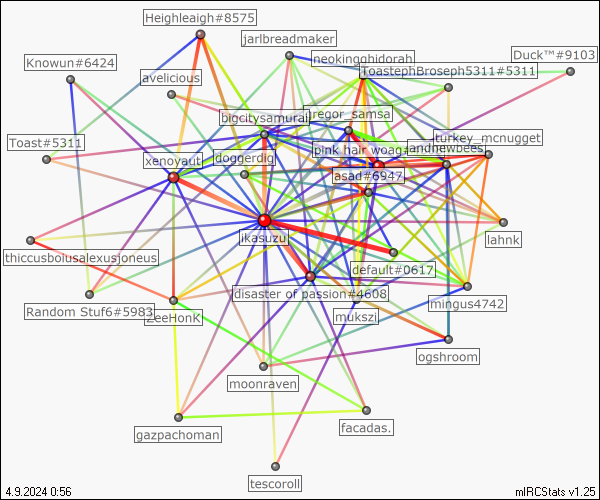 Heighleigh#8575
jarlbreadmaker
neokingghidorah
Duck™#9103
Knowun#6424
ToastephBroseph5311#5311
avelicious
bigcitysamurai
gregor_samsa
turkey_mcnugget
Toast#5311
pink hair woag
landnewbees
xenoyaut
doggerdig
asad#6947
ikasuzu
lahnk
thiccusboiusalexusjoneus
default#0617
disaster of passion#4608
mingus4742
Random Stuf6#5983
ZeeHonk
mukszi
ogshroom
moonraven
facadas.
gazpachoman
tescoroll
4.9.2024 0:56
mIRCStats v1.25